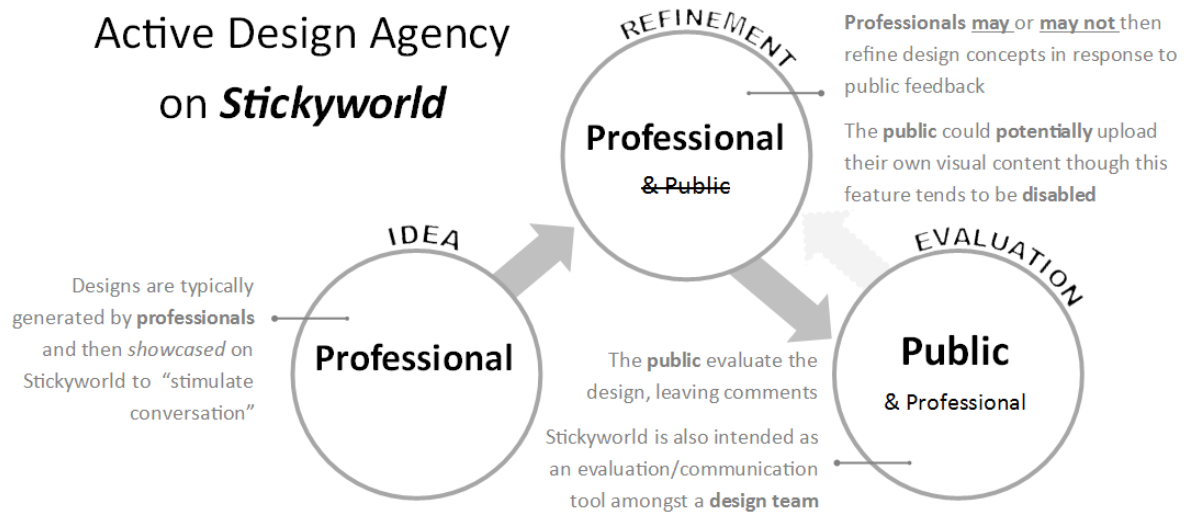 Active Design Agency
on Stickyworld
REFINEMENT
Professional
& Public
Professionals may or may not then
refine design concepts in response to
public feedback
The public could potentially upload
their own visual content though this
feature tends to be disabled
IDEA
Professional
Designs are typically
generated by professionals
and then showcased on
Stickyworld to “stimulate
conversation”
EVALUATION
Public
& Professional
The public evaluate the
design, leaving comments
Stickyworld is also intended as
an evaluation/communication
tool amongst a design team